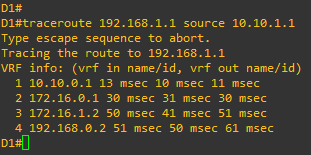 D1#
D1#traceroute 192.168.1.1 source 10.10.1.1
Type escape sequence to abort.
Tracing the route to 192.168.1.1
VRF info: (vrf in name/id, vrf out name/id)
  1 10.10.0.1 13 msec 10 msec 11 msec
  2 172.16.0.1 30 msec 31 msec 30 msec
  3 172.16.1.2 50 msec 41 msec 51 msec
  4 192.168.0.2 51 msec 50 msec 61 msec
D1#